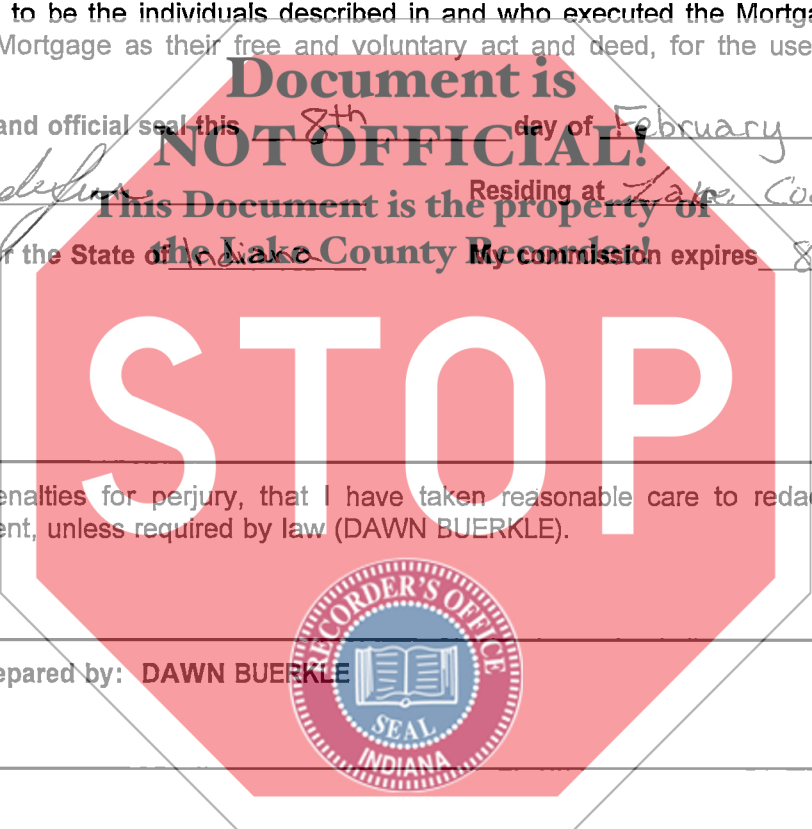 to be the individuals described in and who executed the Mortga
Mortgage as their free and voluntary act and deed, for the use
Document is
and official seal this 8th day of February
NOT OFFICIAL!
Residing at Lake Co
This Document is the property of
r the State of Indiana My commission expires 8
the Lake County Recorder!
STOP
enalties for perjury, that I have taken reasonable care to redac
ent, unless required by law (DAWN BUERKLE).
epared by: DAWN BUERKLE
RECORDER'S OFFICE
SEAL
INDIANA